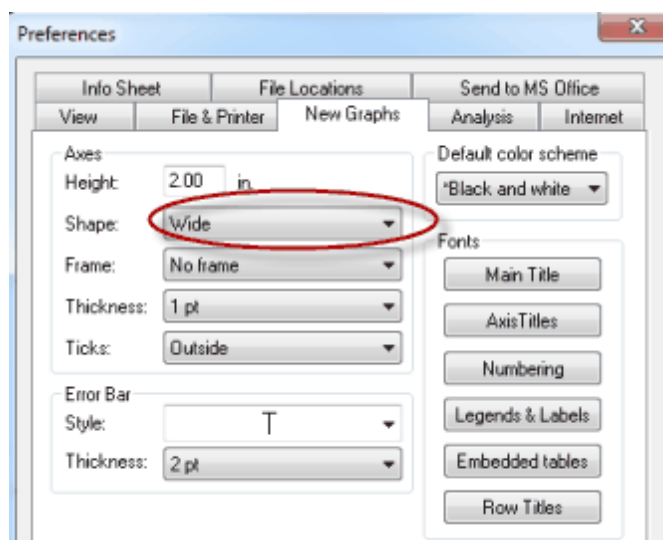 Preferences
Info Sheet File Locations Send to MS Office
View File & Printer New Graphs Analysis Internet
Axes
Height: 2.00 in.
Shape: Wide
Frame: No frame
Thickness: 1 pt
Ticks: Outside
Error Bar
Style:
Thickness: 2 pt
Default color scheme
*Black and white
Fonts
Main Title
AxisTitles
Numbering
Legends & Labels
Embedded tables
Row Titles